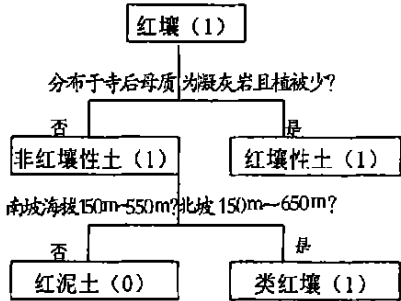 红壤（1）
分布于寺后母质为凝灰岩且植被少？
否 是
非红壤性土（1） 红壤性土（1）
南坡海拔150m-550m？北坡150m-650m？
否 是
红泥土（0） 类红壤（1）